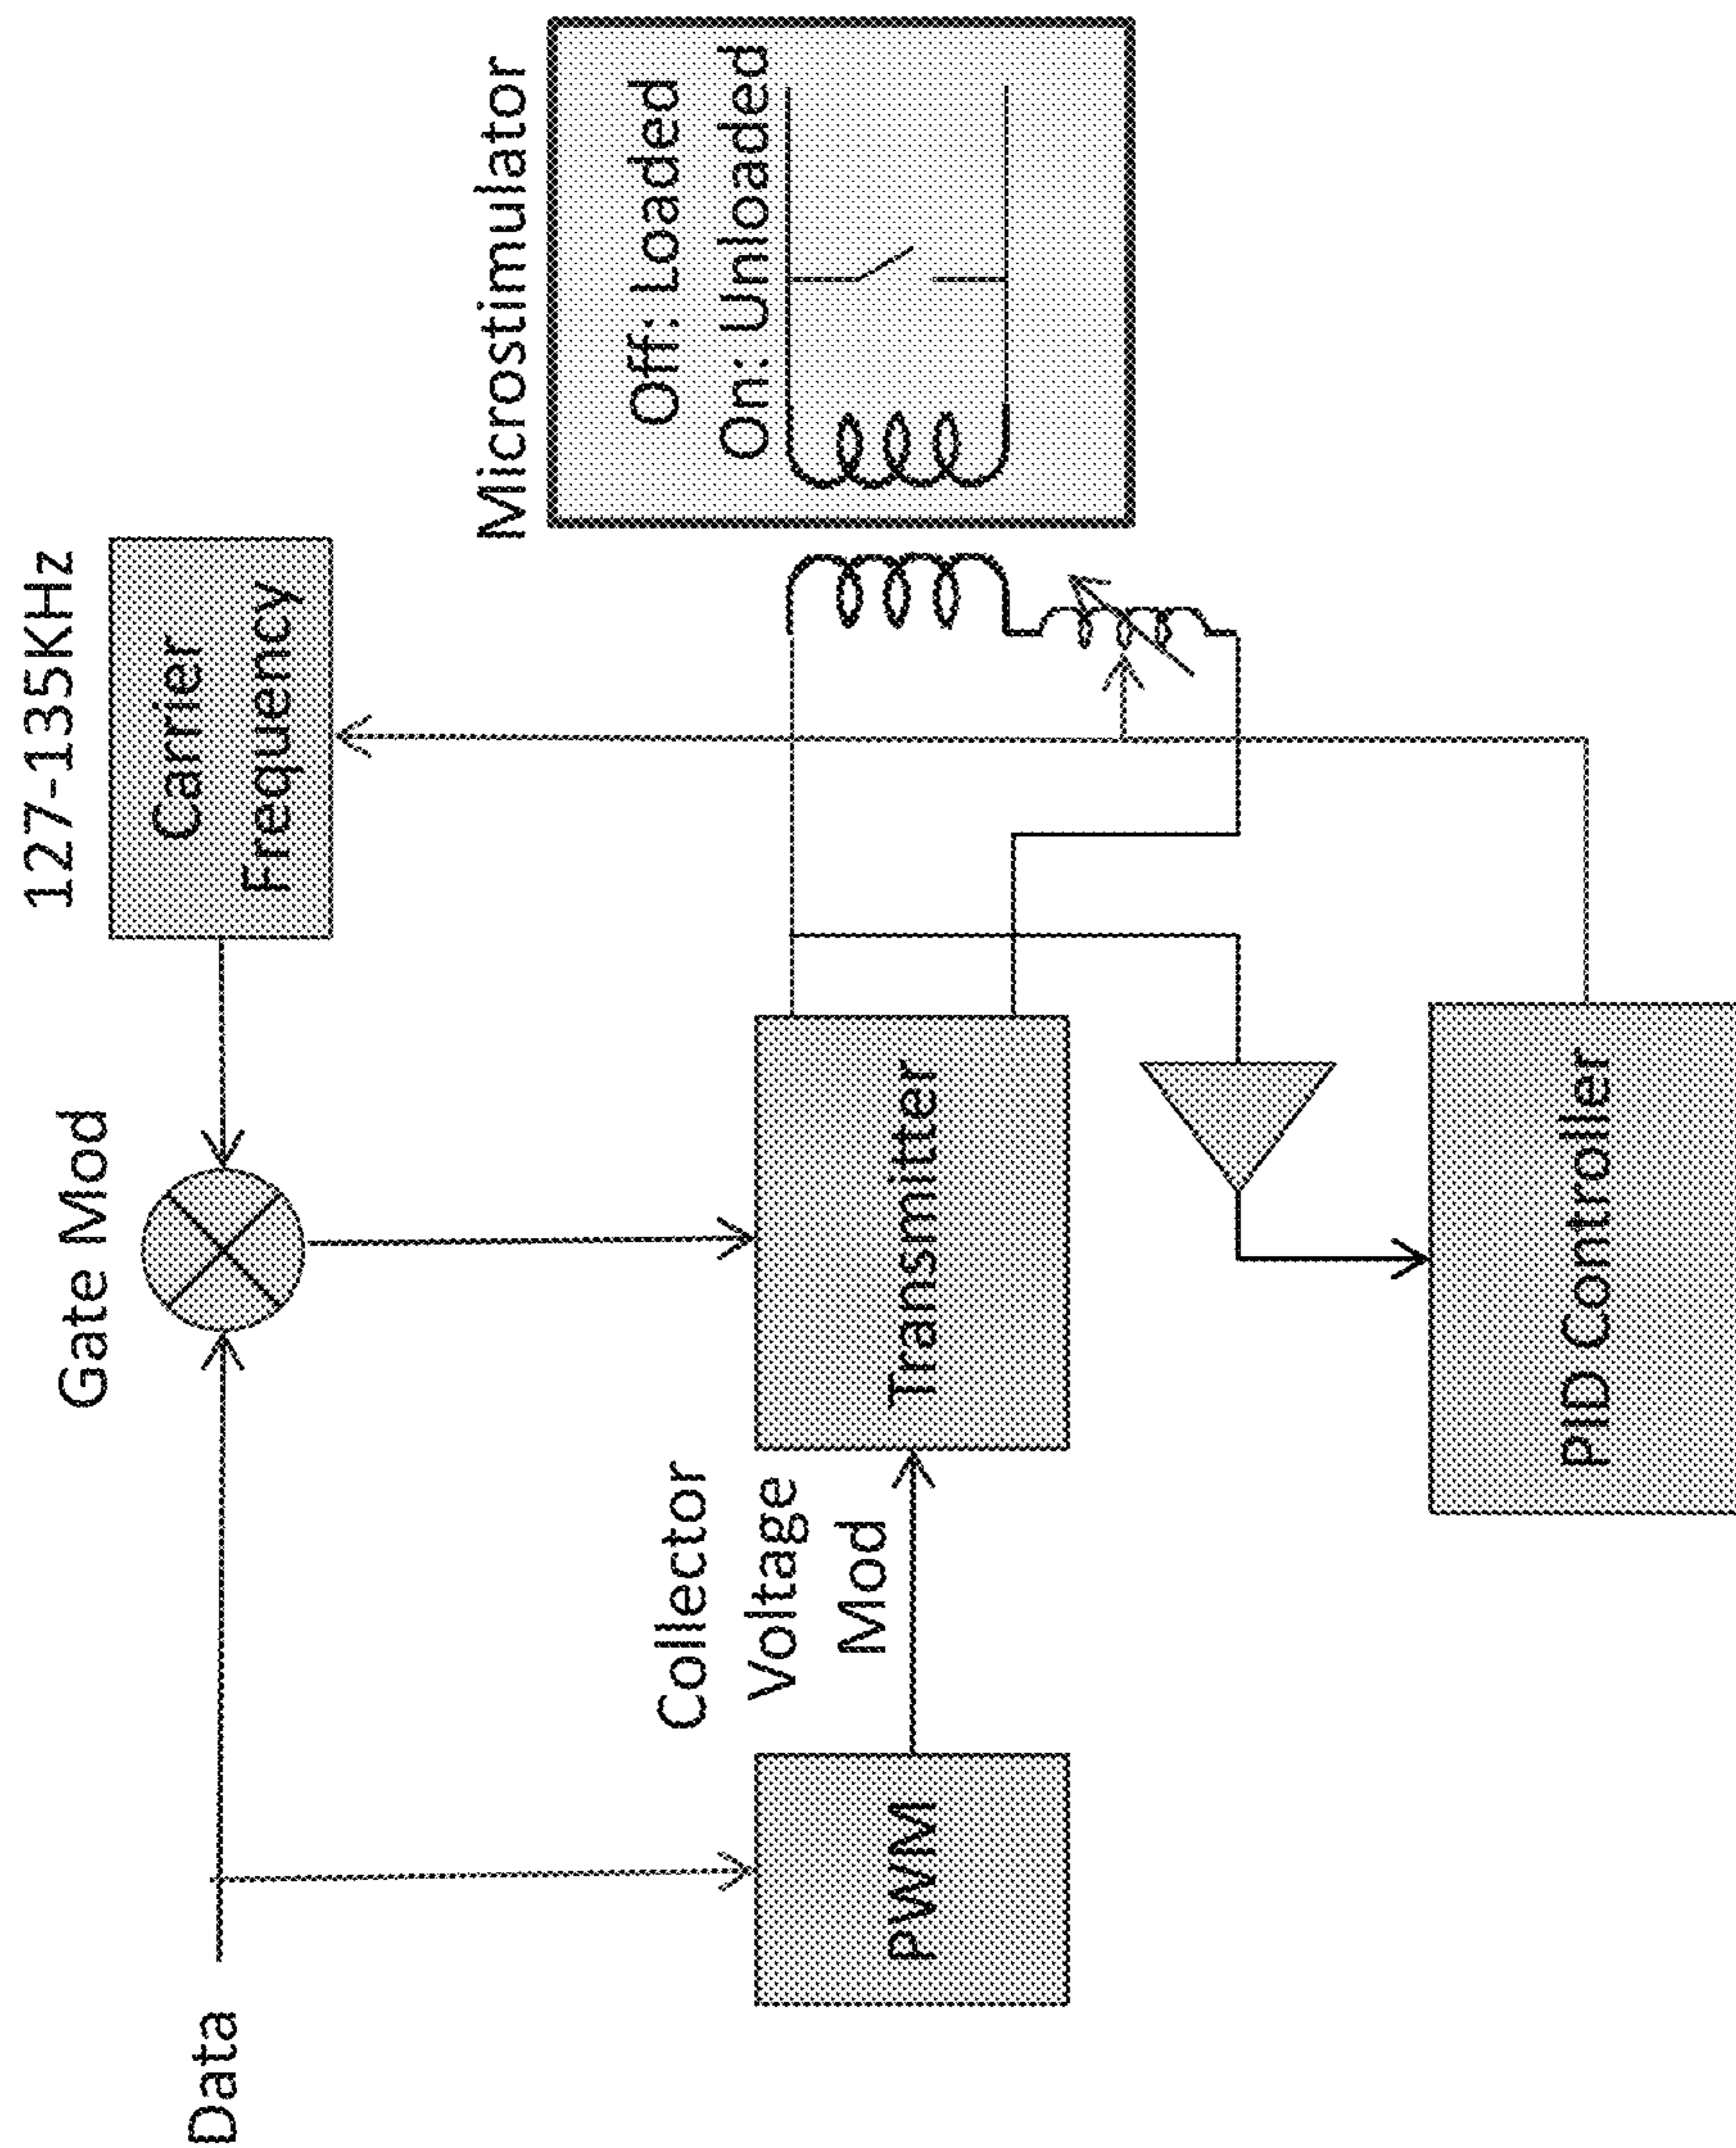 127-135KHz
Carrier
Frequency
Gate Mod
Data
Microstimulator
Off: Loaded
On: Unloaded
Collector
Voltage
Mod
PWM
Transmitter
PID Controller